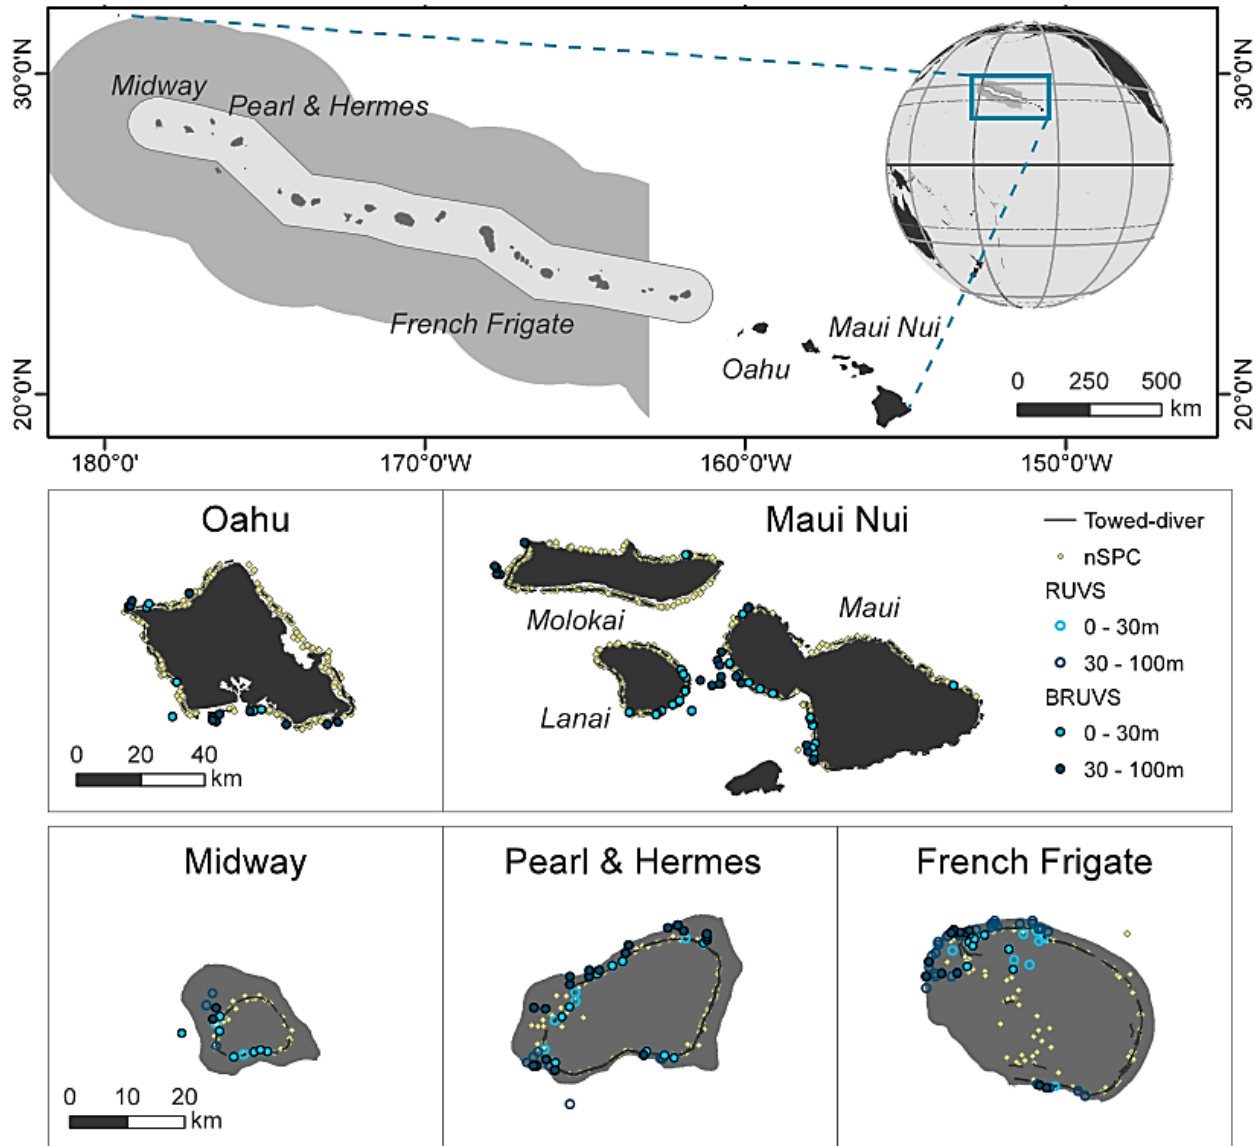 30°0'N
30°0'N
Midway
Pearl & Hermes
French Frigate
Maui Nui
Oahu
0 250 500
km
20°0'N
20°0'N
180°0'
170°0'W
160°0'W
150°0'W
Oahu
Maui Nui
Towed-diver
nSPC
RUVS
0 - 30m
30 - 100m
BRUVS
0 - 30m
30 - 100m
Molokai
Maui
Lanai
0 20 40
km
Midway
Pearl & Hermes
French Frigate
0 10 20
km